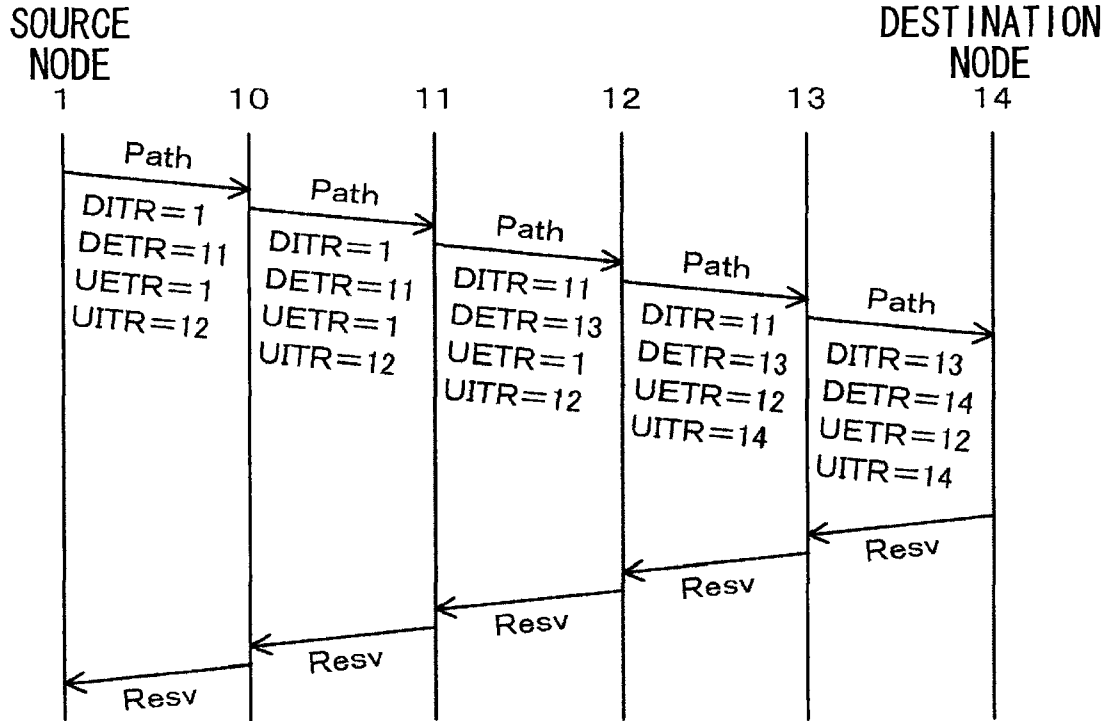 SOURCE
NODE
DESTINATION
NODE
1
10
11
12
13
14
Path
DITR=1
DETR=11
UETR=1
UITR=12
Path
DITR=1
DETR=11
UETR=1
UITR=12
Path
DITR=11
DETR=13
UETR=1
UITR=12
Path
DITR=11
DETR=13
UETR=12
UITR=14
Path
DITR=13
DETR=14
UETR=12
UITR=14
Resv
Resv
Resv
Resv
Resv